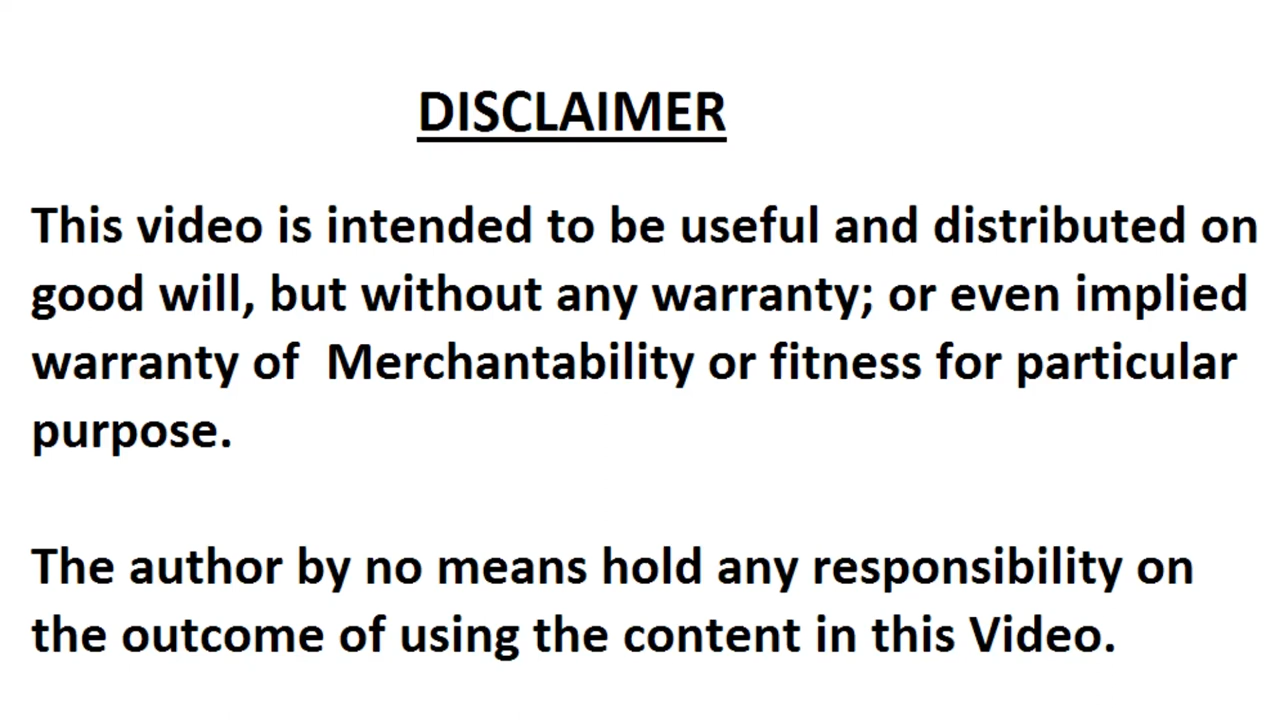 DISCLAIMER
This video is intended to be useful and distributed on
good will, but without any warranty; or even implied
warranty of  Merchantability or fitness for particular
purpose.
The author by no means hold any responsibility on
the outcome of using the content in this Video.